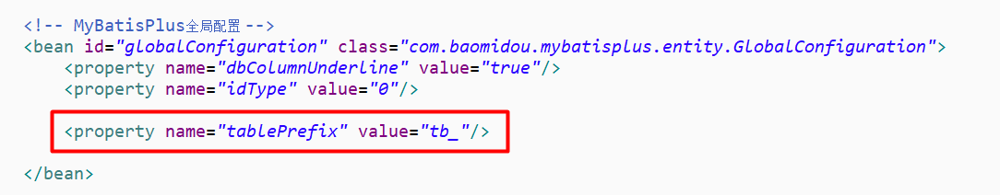 <!-- MyBatisPlus全局配置 -->
<bean id="globalConfiguration" class="com.baomidou.mybatisplus.entity.GlobalConfiguration">
<property name="dbColumnUnderline" value="true"/>
<property name="idType" value="0"/>
<property name="tablePrefix" value="tb_"/>
</bean>